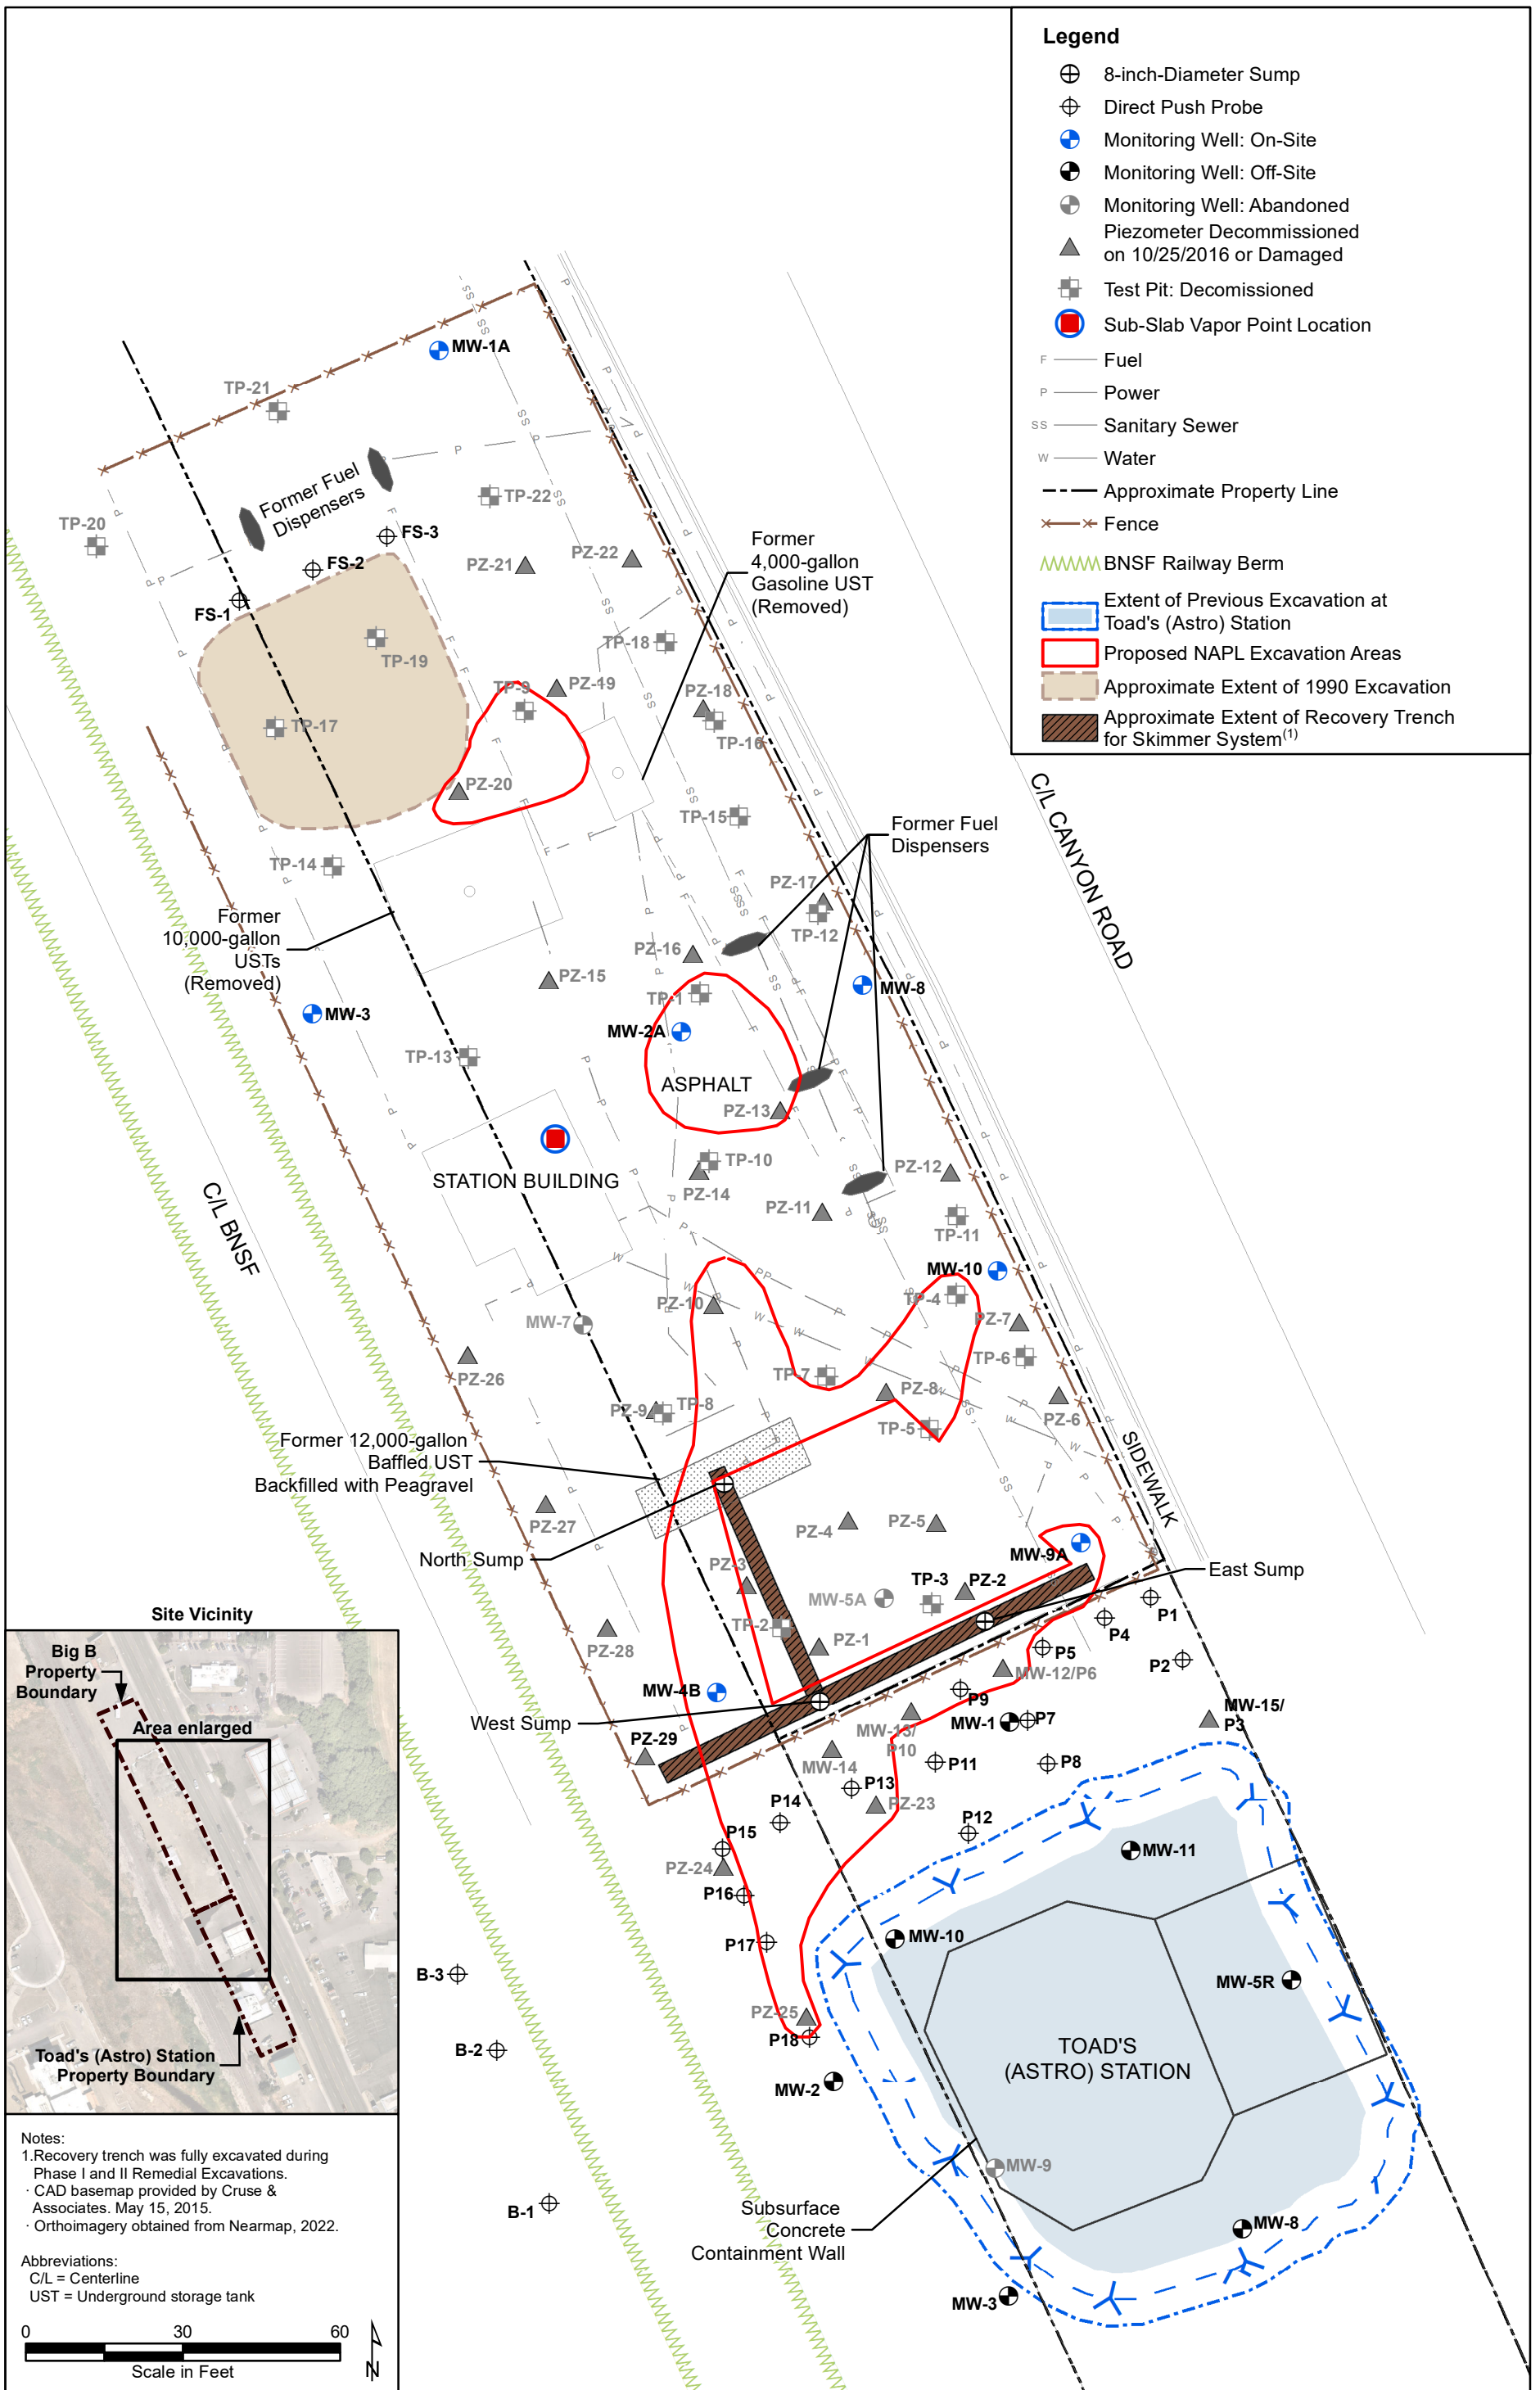 Legend
8-inch-Diameter Sump
Direct Push Probe
Monitoring Well: On-Site
Monitoring Well: Off-Site
Monitoring Well: Abandoned
Piezometer Decommissioned
on 10/25/2016 or Damaged
Test Pit: Decomissioned
Sub-Slab Vapor Point Location
F Fuel
P Power
SS Sanitary Sewer
W Water
Approximate Property Line
Fence
BNSF Railway Berm
Extent of Previous Excavation at
Toad's (Astro) Station
Proposed NAPL Excavation Areas
Approximate Extent of 1990 Excavation
Approximate Extent of Recovery Trench
for Skimmer System(1)
MW-1A
TP-21
Former Fuel
Dispensers
TP-22
TP-20
FS-3
FS-2
FS-1
PZ-21
PZ-22
Former
4,000-gallon
Gasoline UST
(Removed)
TP-18
TP-19
TP-9
PZ-19
PZ-18
TP-16
TP-17
PZ-20
TP-15
Former Fuel
Dispensers
TP-14
PZ-17
TP-12
Former
10,000-gallon
USTs
(Removed)
PZ-16
PZ-15
TP-1
MW-8
MW-3
MW-2A
TP-13
ASPHALT
PZ-13
C/L CANYON ROAD
STATION BUILDING
TP-10
PZ-14
PZ-12
PZ-11
TP-11
C/L BNSF
MW-10
TP-4
PZ-10
PZ-7
MW-7
TP-6
PZ-26
TP-7
PZ-8
PZ-6
PZ-9
TP-8
TP-5
Former 12,000-gallon
Baffled UST
Backfilled with Peagravel
SIDEWALK
PZ-27
PZ-4
PZ-5
North Sump
MW-9A
East Sump
PZ-3
MW-5A
TP-3
PZ-2
P1
P4
TP-2
PZ-28
PZ-1
P5
P2
MW-12/P6
MW-4B
P9
West Sump
MW-13/
P10
MW-1
P7
MW-15/
P3
PZ-29
MW-14
P11
P8
P13
P14
PZ-23
P12
P15
MW-11
PZ-24
P16
MW-10
P17
B-3
MW-5R
PZ-25
P18
B-2
TOAD'S
(ASTRO) STATION
MW-2
MW-9
B-1
Subsurface
Concrete
Containment Wall
MW-8
MW-3
Site Vicinity
Big B
Property
Boundary
Area enlarged
Toad's (Astro) Station
Property Boundary
Notes:
1.Recovery trench was fully excavated during
Phase I and II Remedial Excavations.
· CAD basemap provided by Cruse &
Associates. May 15, 2015.
· Orthoimagery obtained from Nearmap, 2022.
Abbreviations:
C/L = Centerline
UST = Underground storage tank
0 30 60
Scale in Feet
N